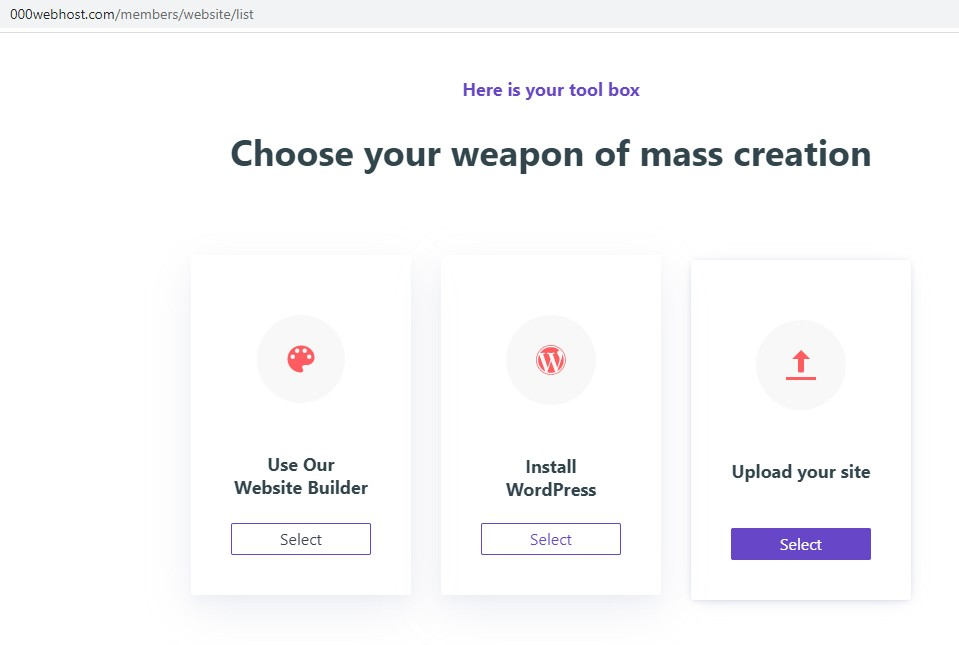 000webhost.com/members/website/list
Here is your tool box
Choose your weapon of mass creation
Use Our
Website Builder
Select
Install
WordPress
Select
Upload your site
Select